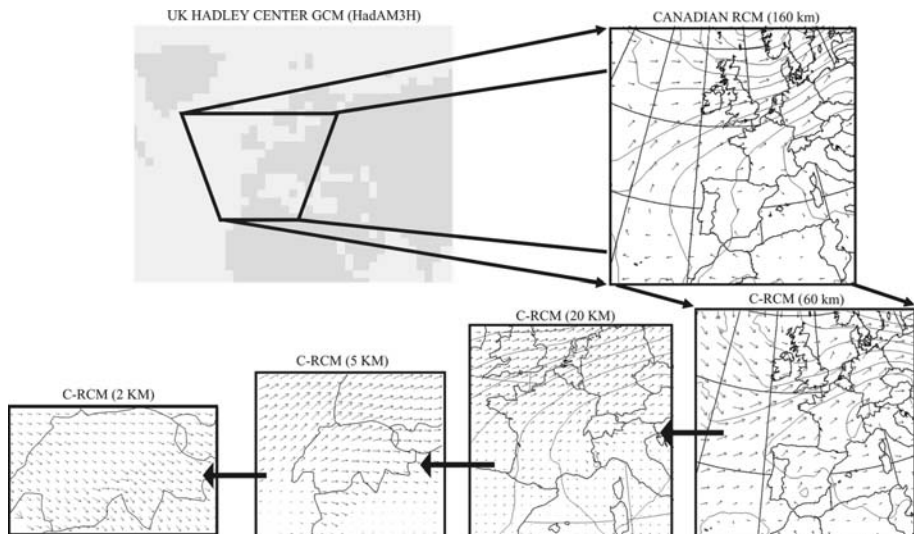 UK HADLEY CENTER GCM (HadAM3H)
CANADIAN RCM (160 km)
C-RCM (60 km)
C-RCM (20 KM)
C-RCM (5 KM)
C-RCM (2 KM)